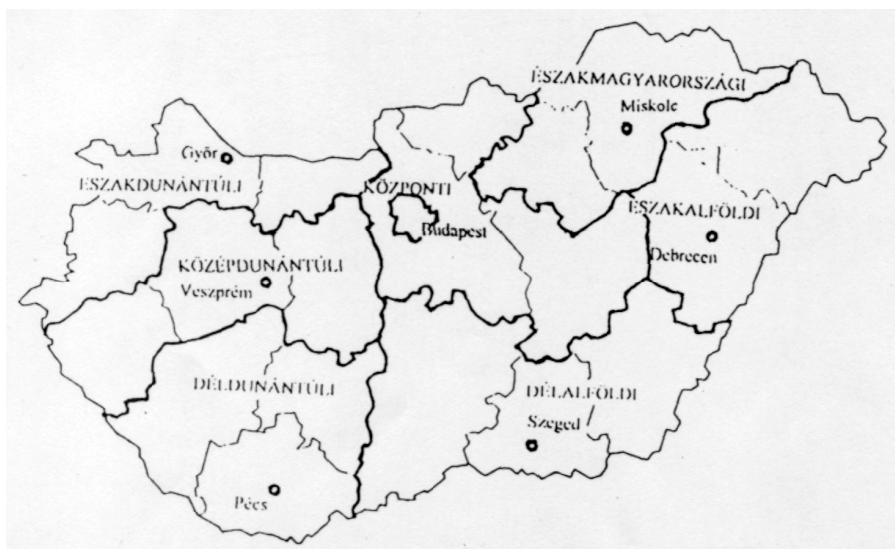 ÉSZAKMAGYARORSZÁGI
Miskolc
Győr
ÉSZAKDUNÁNTÚLI
KÖZPONTI
Budapest
ÉSZAKALFÖLDI
Debrecen
KÖZÉPDUNÁNTÚLI
Veszprém
DÉLDUNÁNTÚLI
DÉLALFÖLDI
Szeged
Pécs